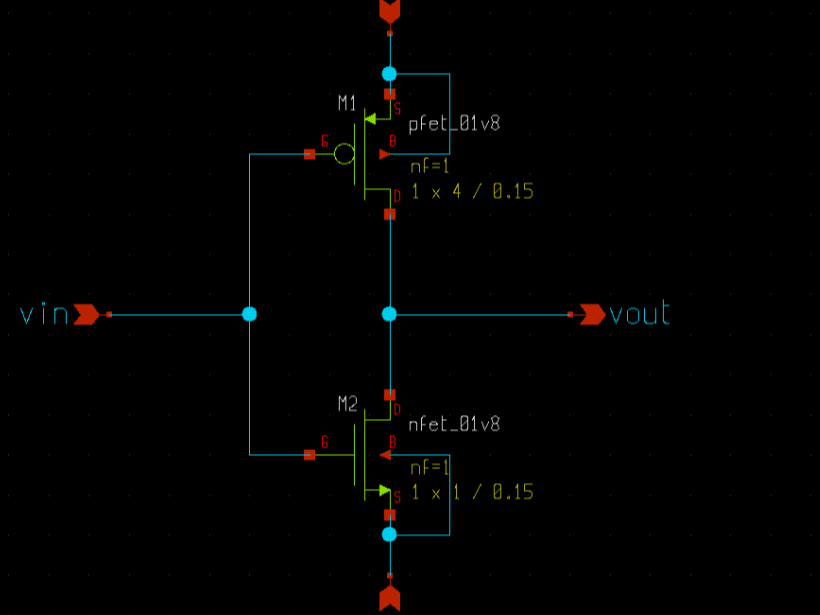 M1
S
pfet_01v8
G
B
nf=1
D
1 x 4 / 0.15
vin
vout
M2
D
nfet_01v8
G
B
nf=1
S
1 x 1 / 0.15